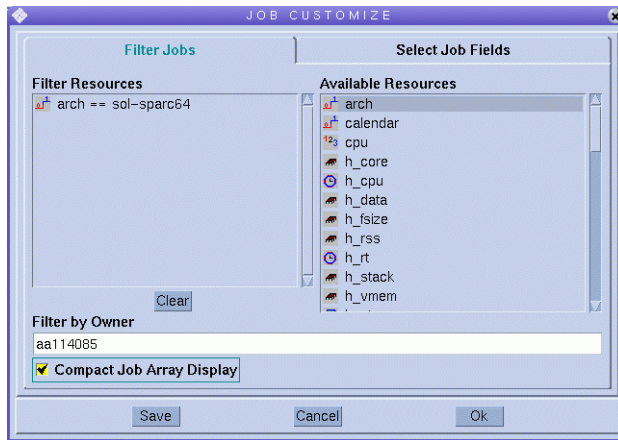 JOB CUSTOMIZE
Filter Jobs
Select Job Fields
Filter Resources
arch == sol-sparc64
Available Resources
arch
calendar
123 cpu
h_core
h_cpu
h_data
h_fsize
h_rss
h_rt
h_stack
h_vmem
Clear
Filter by Owner
aa114085
Compact Job Array Display
Save
Cancel
Ok